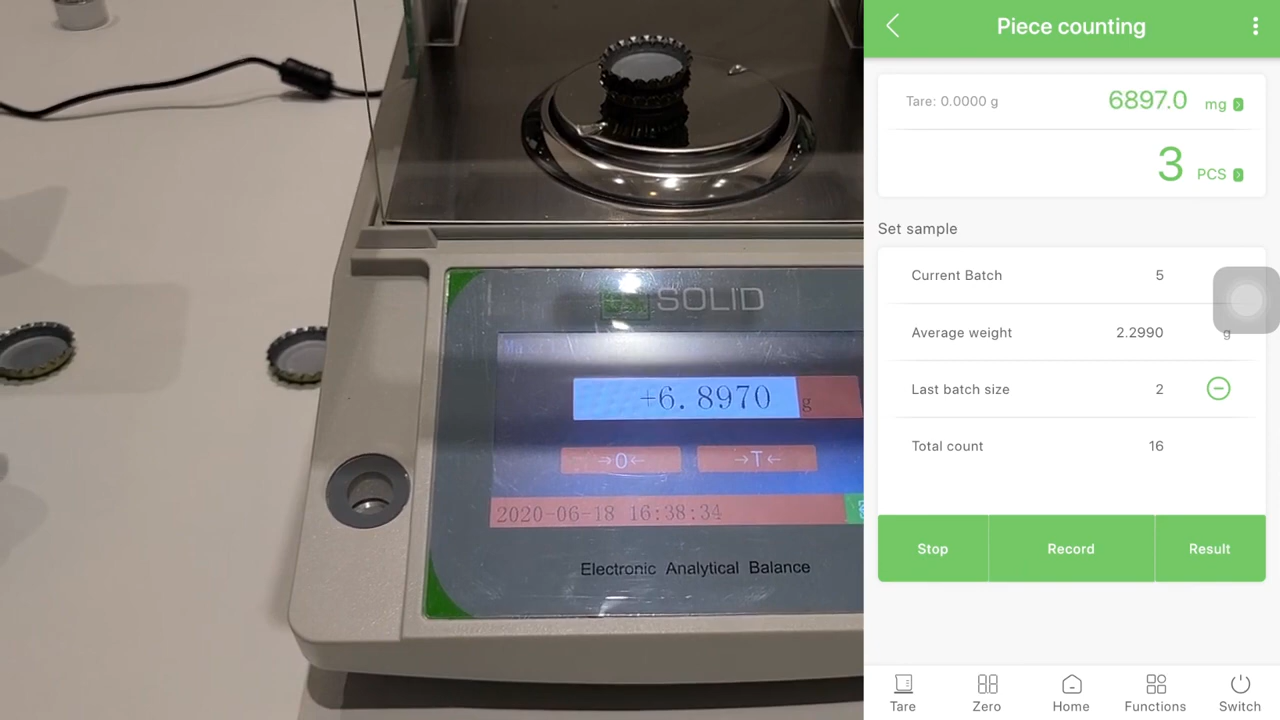 SOLID
+6.8970 g
→0←
→T←
2020-06-18 16:38:34
Electronic Analytical Balance
Piece counting
Tare: 0.0000 g
6897.0 mg
3 PCS
Set sample
Current Batch 5
Average weight 2.2990 g
Last batch size 2
Total count 16
Stop
Record
Result
Tare
Zero
Home
Functions
Switch